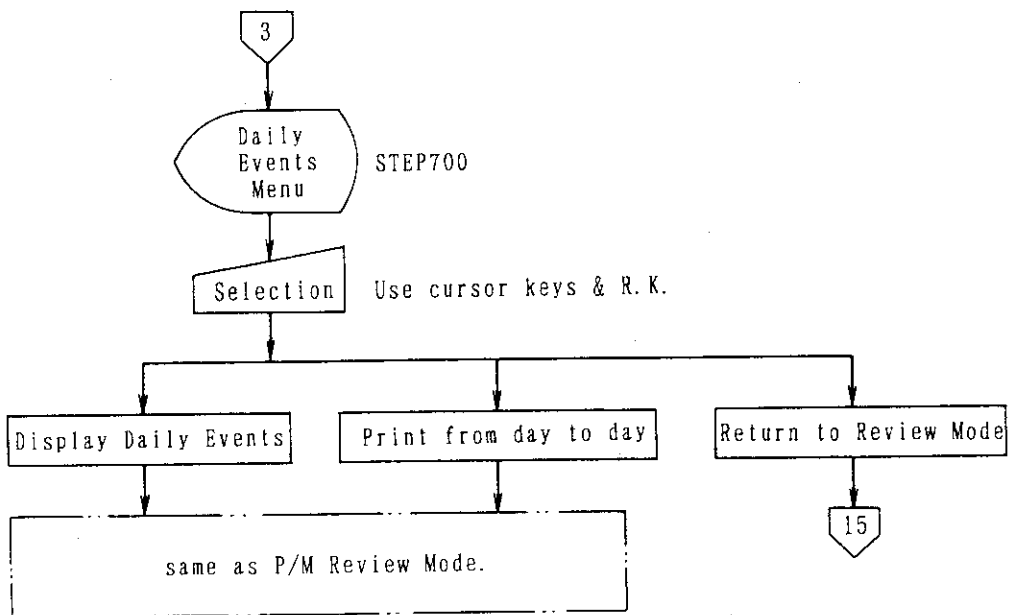 3
Daily
Events
Menu
STEP700
Selection
Use cursor keys & R.K.
Display Daily Events
Print from day to day
Return to Review Mode
15
same as P/M Review Mode.